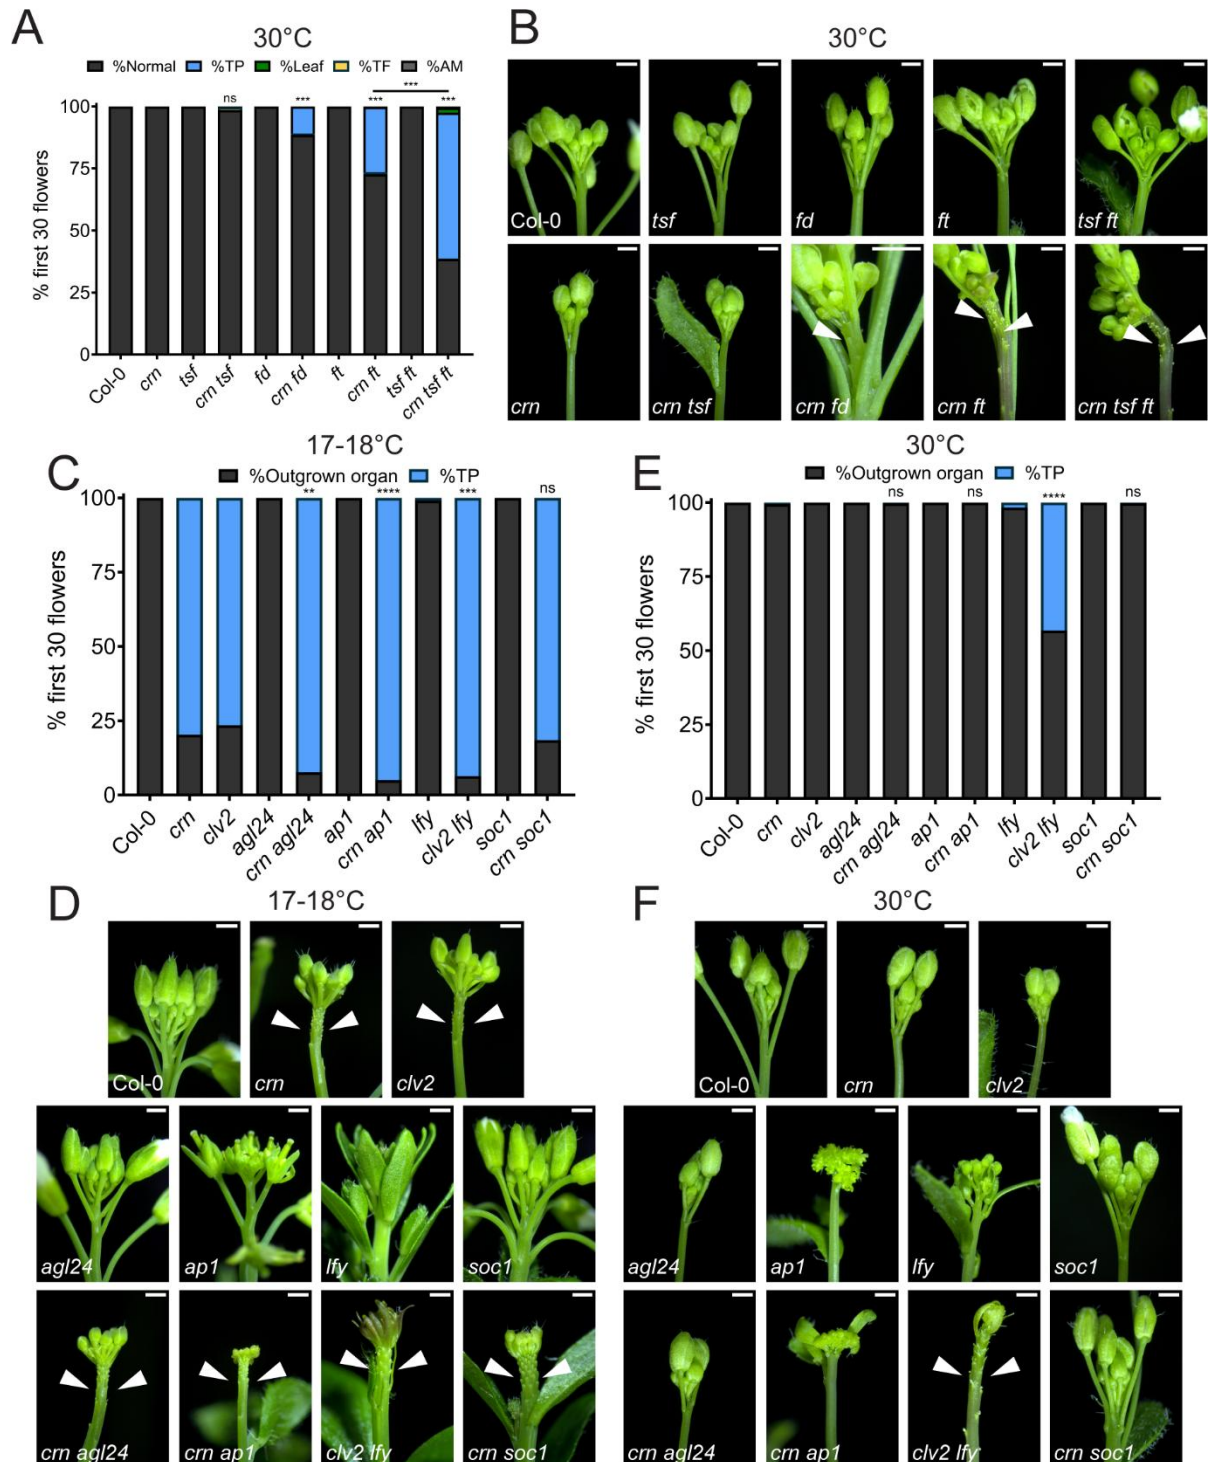 A
30°C
%Normal %TP %Leaf %TF %AM
% first 30 flowers
100
75
50
25
0
ns
***
***
***
***
Col-0
crn
tsf
crn tsf
fd
crn fd
ft
crn ft
tsf ft
crn tsf ft
B
30°C
Col-0
tsf
fd
ft
tsf ft
crn
crn tsf
crn fd
crn ft
crn tsf ft
C
17-18°C
%Outgrown organ %TP
% first 30 flowers
100
75
50
25
0
**
****
***
ns
Col-0
crn
clv2
agl24
crn agl24
ap1
crn ap1
lfy
clv2 lfy
soc1
crn soc1
E
30°C
%Outgrown organ %TP
% first 30 flowers
100
75
50
25
0
ns
ns
****
ns
Col-0
crn
clv2
agl24
crn agl24
ap1
crn ap1
lfy
clv2 lfy
soc1
crn soc1
D
17-18°C
Col-0
crn
clv2
agl24
ap1
lfy
soc1
crn agl24
crn ap1
clv2 lfy
crn soc1
F
30°C
Col-0
crn
clv2
agl24
ap1
lfy
soc1
crn agl24
crn ap1
clv2 lfy
crn soc1